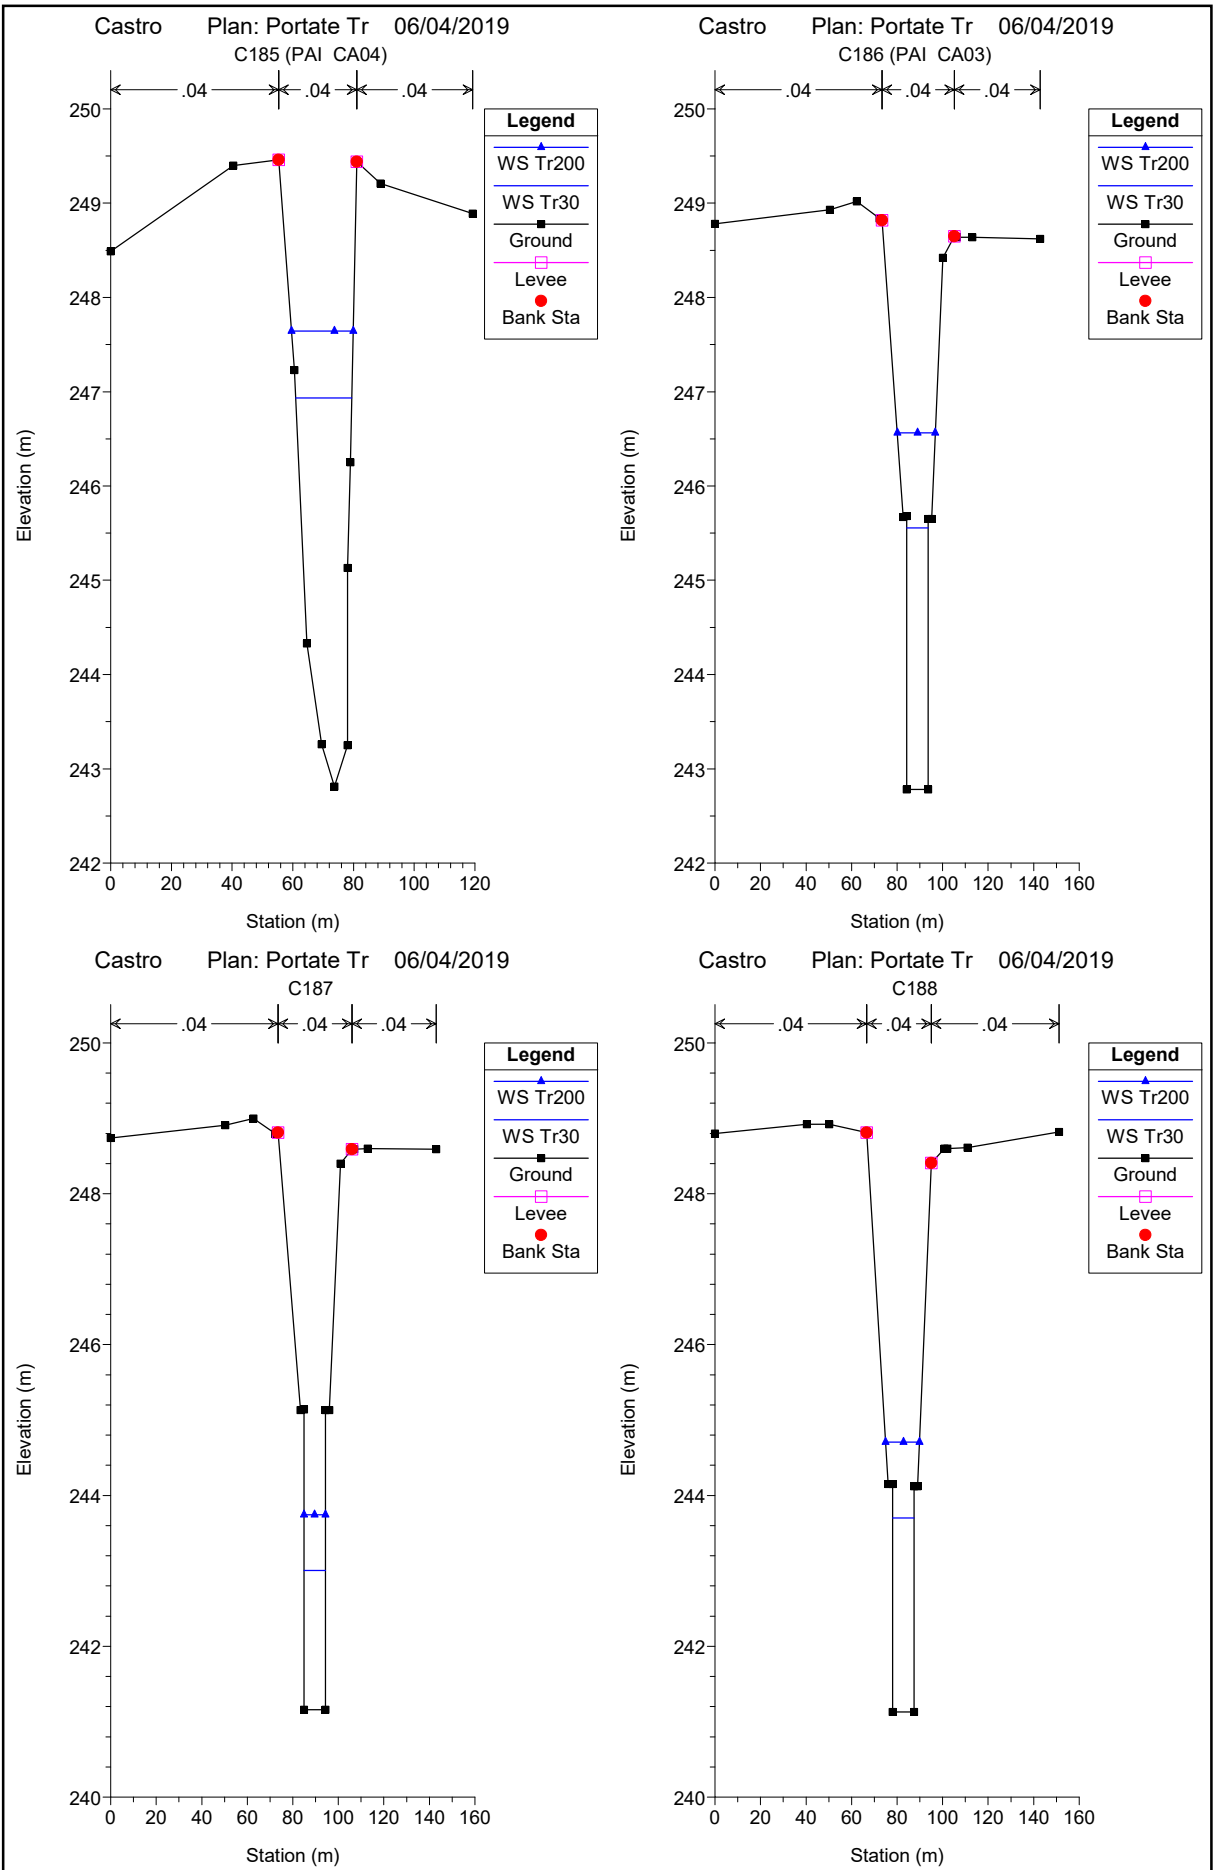 Castro Plan: Portate Tr 06/04/2019
C185 (PAI CA04)
.04 .04 .04
250
249
248
247
246
245
244
243
242
Elevation (m)
0 20 40 60 80 100 120
Station (m)
Legend
WS Tr200
WS Tr30
Ground
Levee
Bank Sta
Castro Plan: Portate Tr 06/04/2019
C186 (PAI CA03)
.04 .04 .04
250
249
248
247
246
245
244
243
242
Elevation (m)
0 20 40 60 80 100 120 140 160
Station (m)
Legend
WS Tr200
WS Tr30
Ground
Levee
Bank Sta
Castro Plan: Portate Tr 06/04/2019
C187
.04 .04 .04
250
248
246
244
242
240
Elevation (m)
0 20 40 60 80 100 120 140 160
Station (m)
Legend
WS Tr200
WS Tr30
Ground
Levee
Bank Sta
Castro Plan: Portate Tr 06/04/2019
C188
.04 .04 .04
250
248
246
244
242
240
Elevation (m)
0 20 40 60 80 100 120 140 160
Station (m)
Legend
WS Tr200
WS Tr30
Ground
Levee
Bank Sta